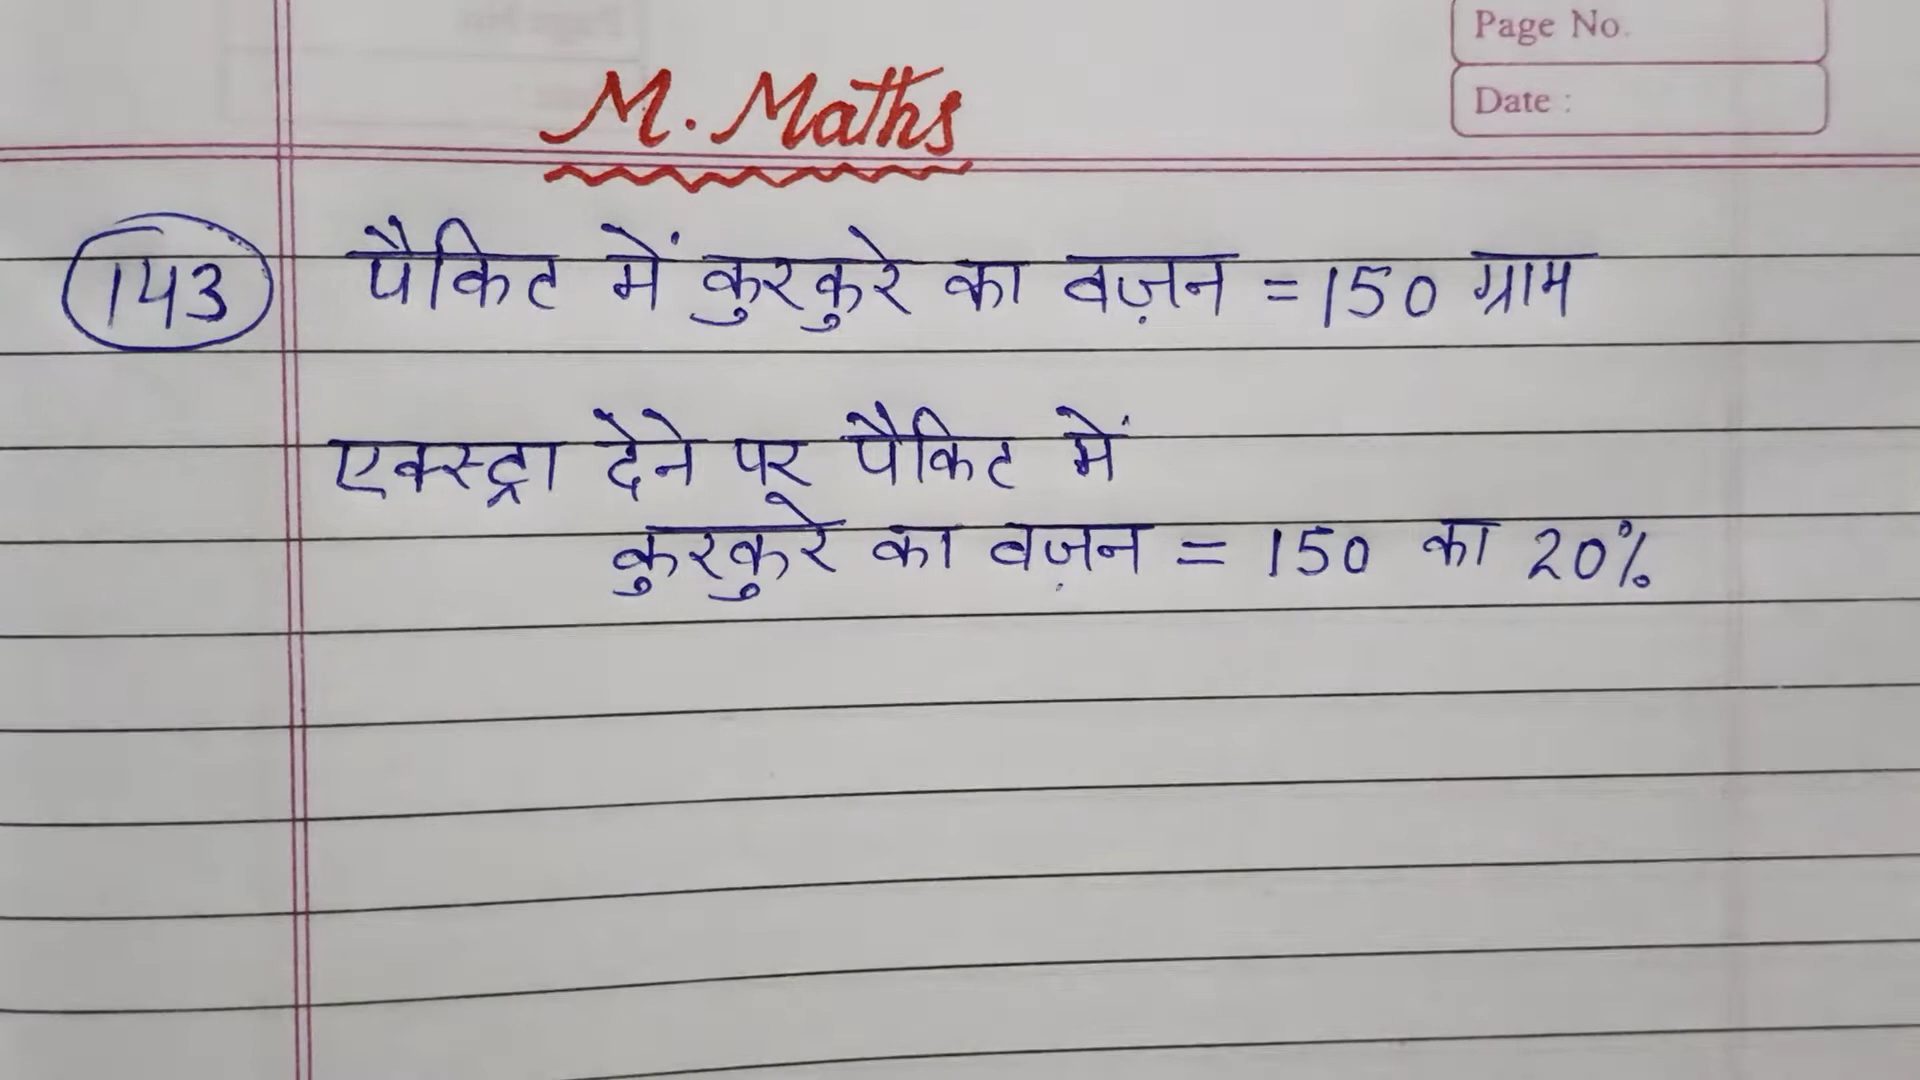 Page No.
Date :
M. Maths
143 पैकिट में कुरकुरे का वज़न = 150 ग्राम
एक्स्ट्रा देने पर पैकिट में
कुरकुरे का वज़न = 150 का 20%